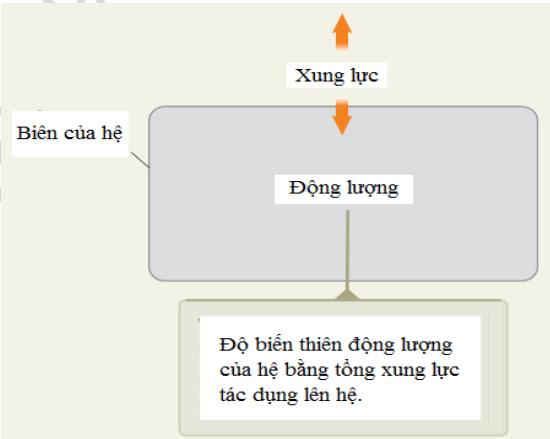 Xung lực
Biên của hệ
Động lượng
Độ biến thiên động lượng
của hệ bằng tổng xung lực
tác dụng lên hệ.